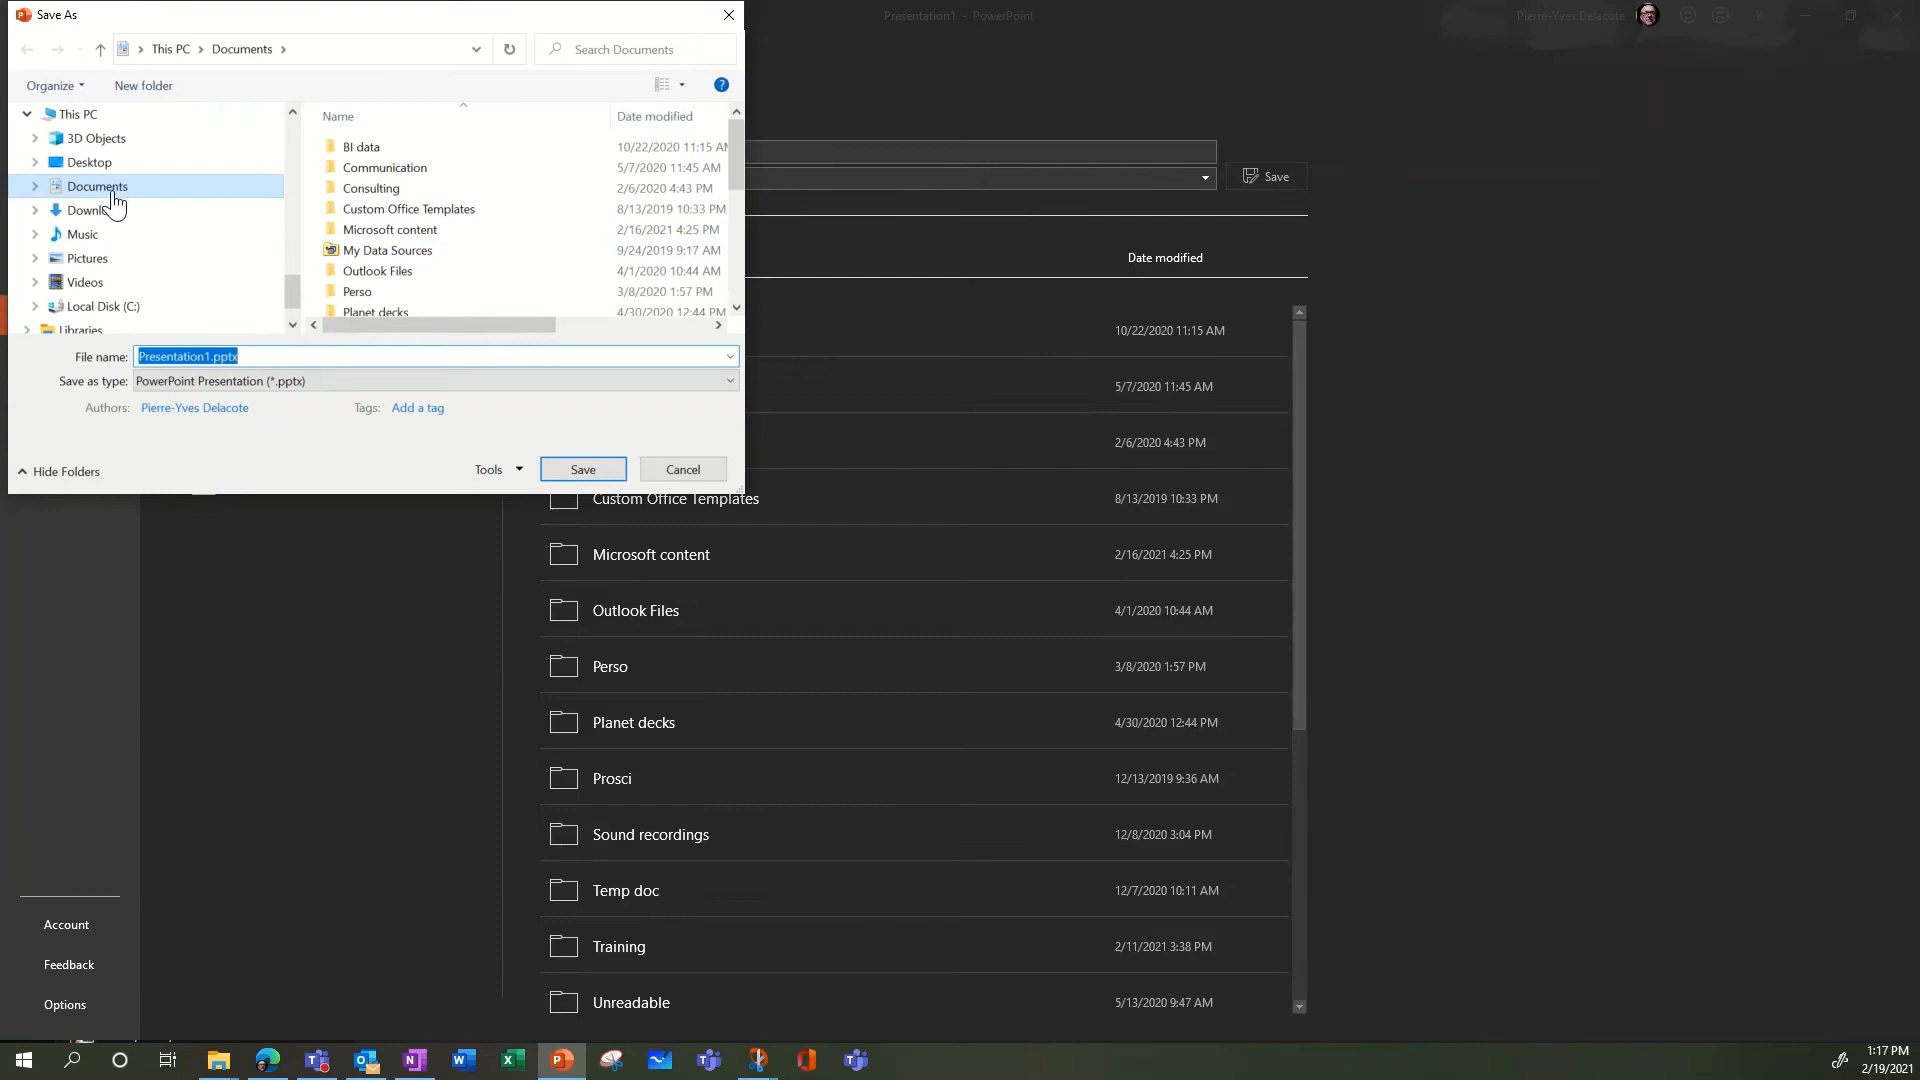 Save As
Presentation1 - PowerPoint
Pierre-Yves Delacote
This PC
Documents
Search Documents
Organize
New folder
This PC
3D Objects
Desktop
Documents
Music
Pictures
Videos
Local Disk (C:)
Libraries
Name
Date modified
BI data
10/22/2020 11:15 AM
Communication
5/7/2020 11:45 AM
Consulting
2/6/2020 4:43 PM
Custom Office Templates
8/13/2019 10:33 PM
Microsoft content
2/16/2021 4:25 PM
My Data Sources
9/24/2019 9:17 AM
Outlook Files
4/1/2020 10:44 AM
Perso
3/8/2020 1:57 PM
Planet decks
4/30/2020 12:44 PM
File name: Presentation1.pptx
Save as type: PowerPoint Presentation (*.pptx)
Authors: Pierre-Yves Delacote
Tags: Add a tag
Hide Folders
Tools
Save
Cancel
Save
Date modified
10/22/2020 11:15 AM
5/7/2020 11:45 AM
2/6/2020 4:43 PM
Custom Office Templates
8/13/2019 10:33 PM
Microsoft content
2/16/2021 4:25 PM
Outlook Files
4/1/2020 10:44 AM
Perso
3/8/2020 1:57 PM
Planet decks
4/30/2020 12:44 PM
Prosci
12/13/2019 9:36 AM
Sound recordings
12/8/2020 3:04 PM
Temp doc
12/7/2020 10:11 AM
Training
2/11/2021 3:38 PM
Unreadable
5/13/2020 9:47 AM
Account
Feedback
Options
1:17 PM
2/19/2021